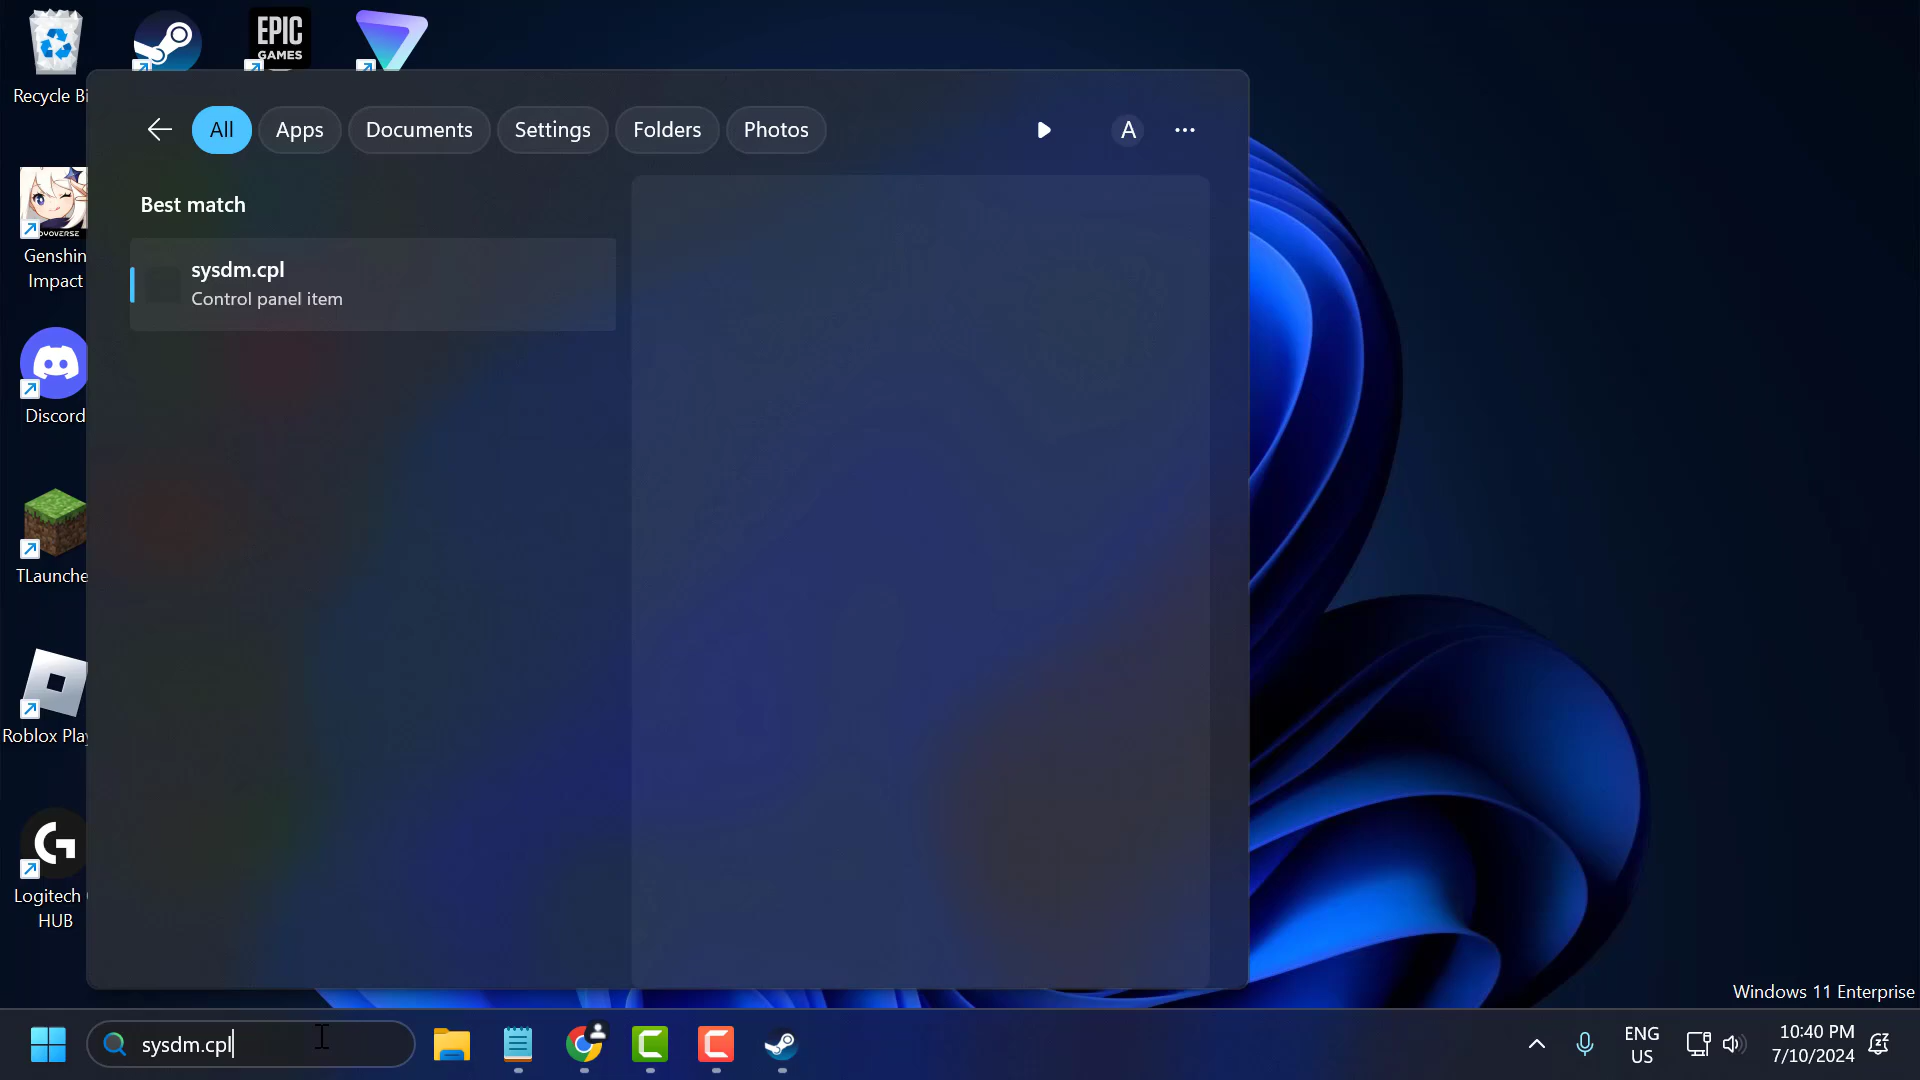 EPIC
GAMES
Recycle Bi
Genshin
Impact
Discord
TLaunche
Roblox Play
Logitech
HUB
All
Apps
Documents
Settings
Folders
Photos
A
Best match
sysdm.cpl
Control panel item
Windows 11 Enterprise
sysdm.cpl
ENG
US
10:40 PM
7/10/2024